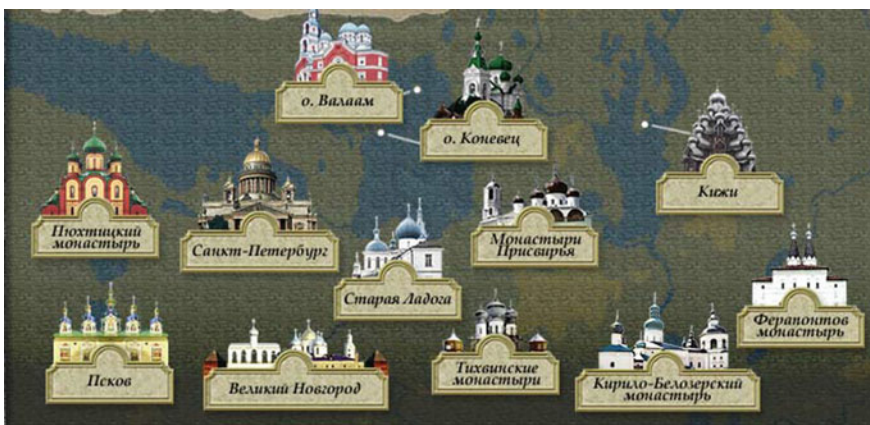 о. Валаам
о. Коневец
Кижи
Пюхтицкий
монастырь
Санкт-Петербург
Монастыри
Присвирья
Старая Ладога
Ферапонтов
монастырь
Псков
Великий Новгород
Тихвинские
монастыри
Кирило-Белозерский
монастырь